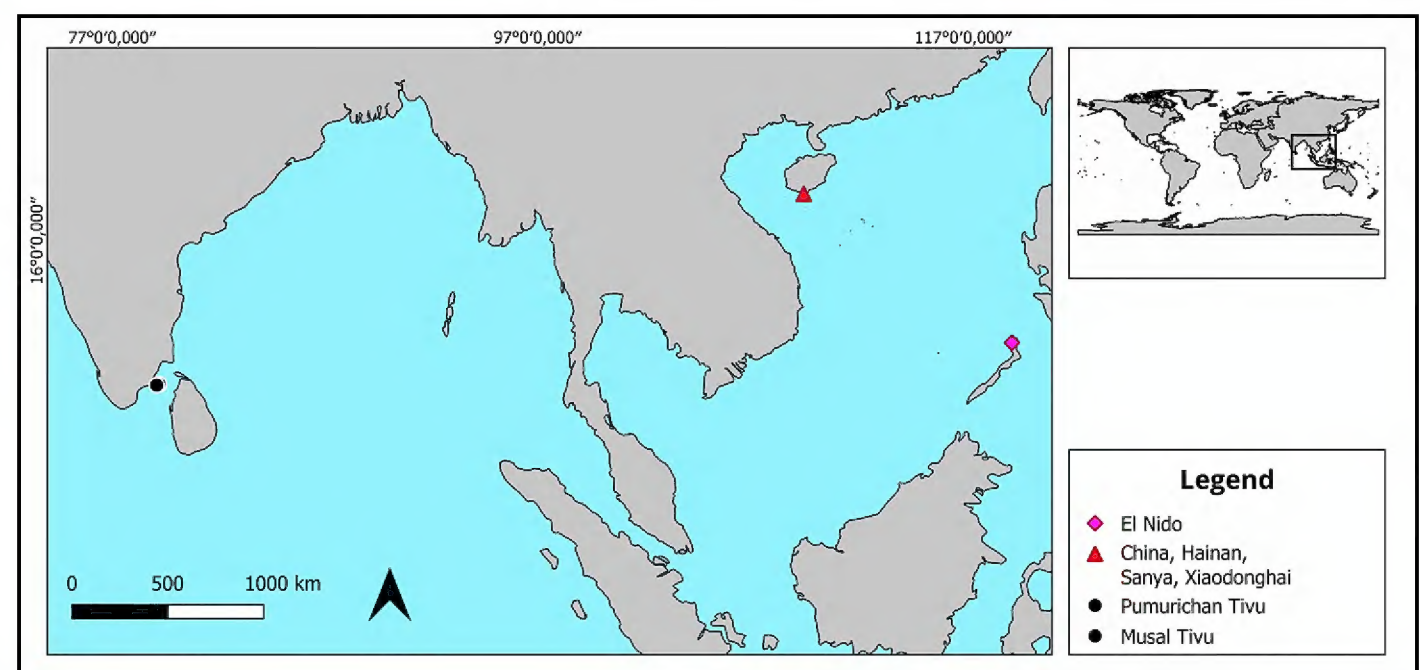 77°0′0,000″
97°0′0,000″
117°0′0,000″
16°0′0,000″
0 500 1000 km
Legend
El Nido
China, Hainan,
Sanya, Xiaodonghai
Pumurichan Tivu
Musal Tivu